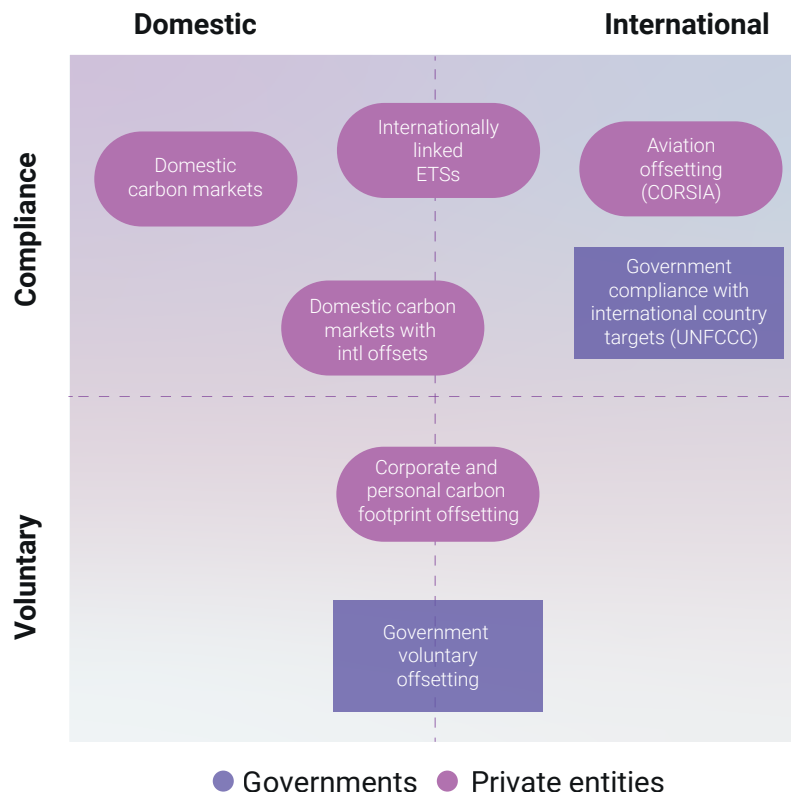 Domestic
International
Compliance
Domestic
carbon markets
Internationally
linked
ETSs
Aviation
offsetting
(CORSIA)
Government
compliance with
international country
targets (UNFCCC)
Domestic carbon
markets with
intl offsets
Voluntary
Corporate and
personal carbon
footprint offsetting
Government
voluntary
offsetting
Governments
Private entities